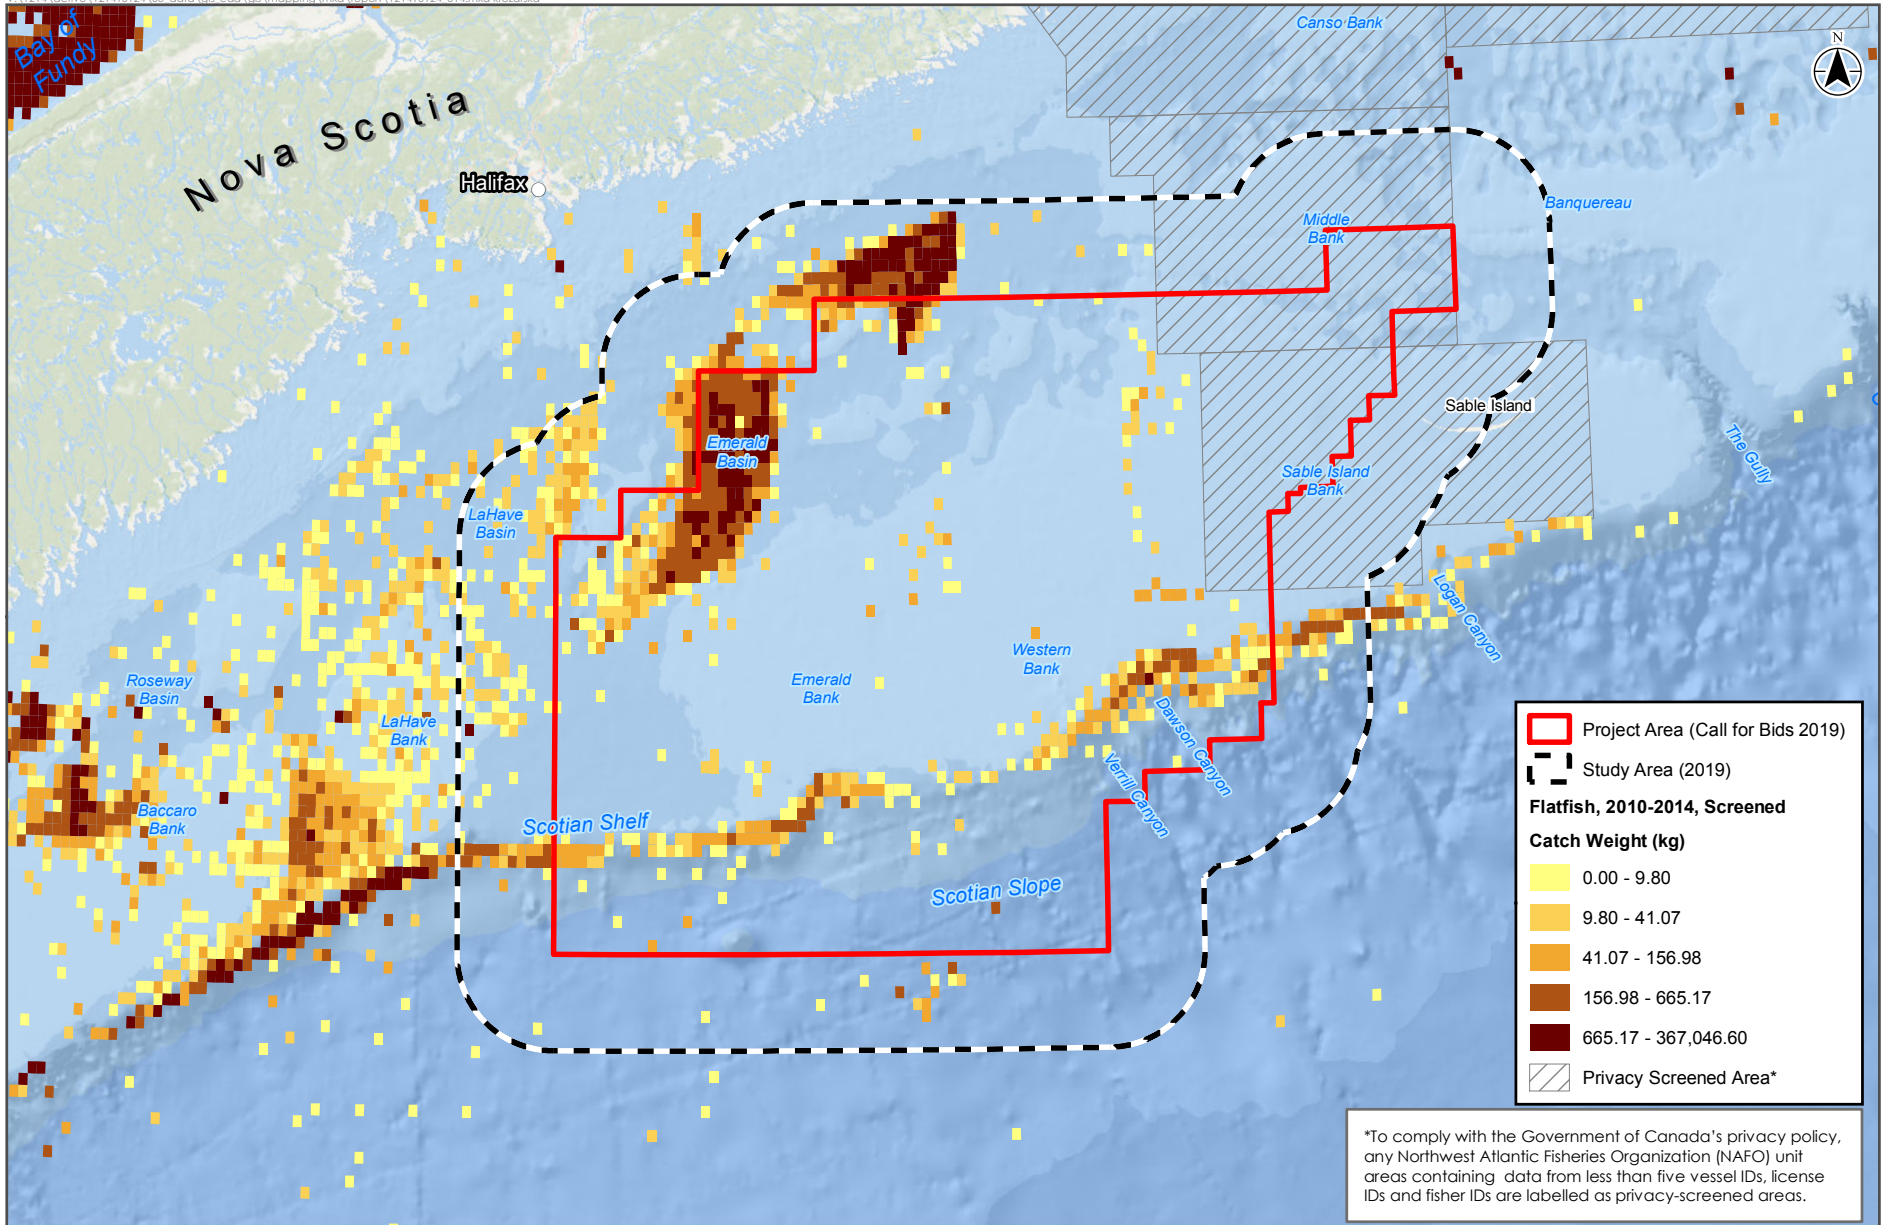 Bay of
Fundy
Nova Scotia
Halifax
Canso Bank
N
Middle
Bank
Banquereau
Sable Island
The Gully
Emerald
Basin
Sable Island
Bank
LaHave
Basin
Logan Canyon
Western
Bank
Roseway
Basin
Emerald
Bank
LaHave
Bank
Dawson Canyon
Verrill Canyon
Baccaro
Bank
Scotian Shelf
Scotian Slope
Project Area (Call for Bids 2019)
Study Area (2019)
Flatfish, 2010-2014, Screened
Catch Weight (kg)
0.00 - 9.80
9.80 - 41.07
41.07 - 156.98
156.98 - 665.17
665.17 - 367,046.60
Privacy Screened Area*
*To comply with the Government of Canada's privacy policy,
any Northwest Atlantic Fisheries Organization (NAFO) unit
areas containing data from less than five vessel IDs, license
IDs and fisher IDs are labelled as privacy-screened areas.